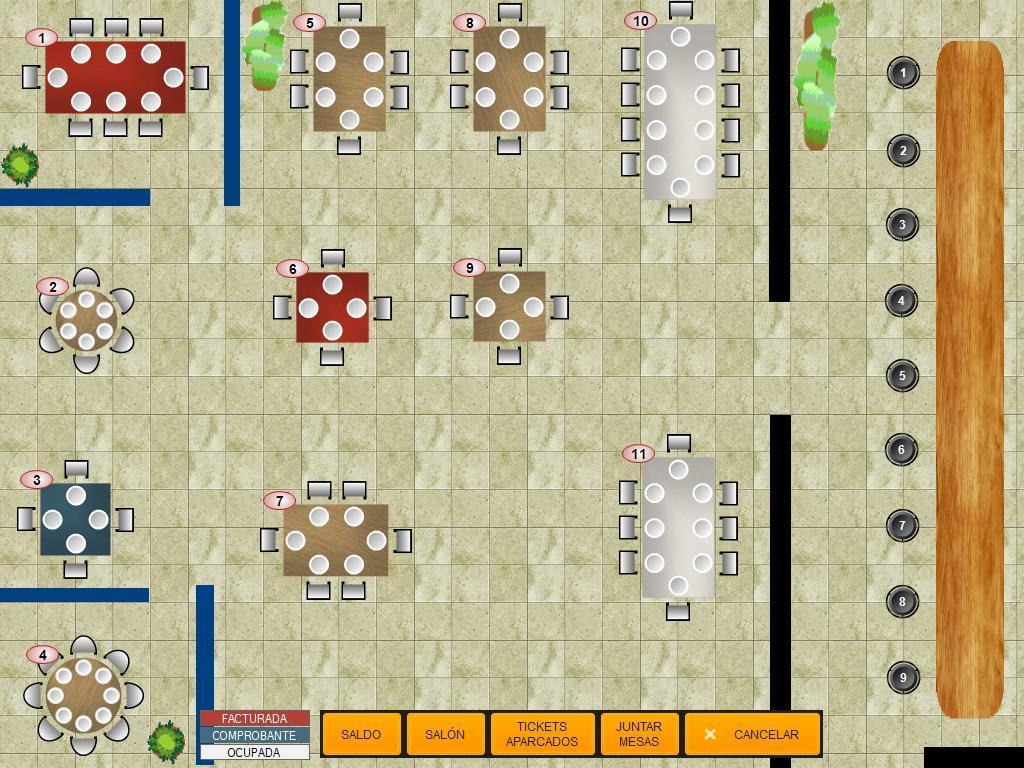 1
5
8
10
1
2
3
2
6
9
4
5
3
7
11
6
7
8
4
9
FACTURADA
COMPROBANTE
OCUPADA
SALDO
SALÓN
TICKETS
APARCADOS
JUNTAR
MESAS
CANCELAR